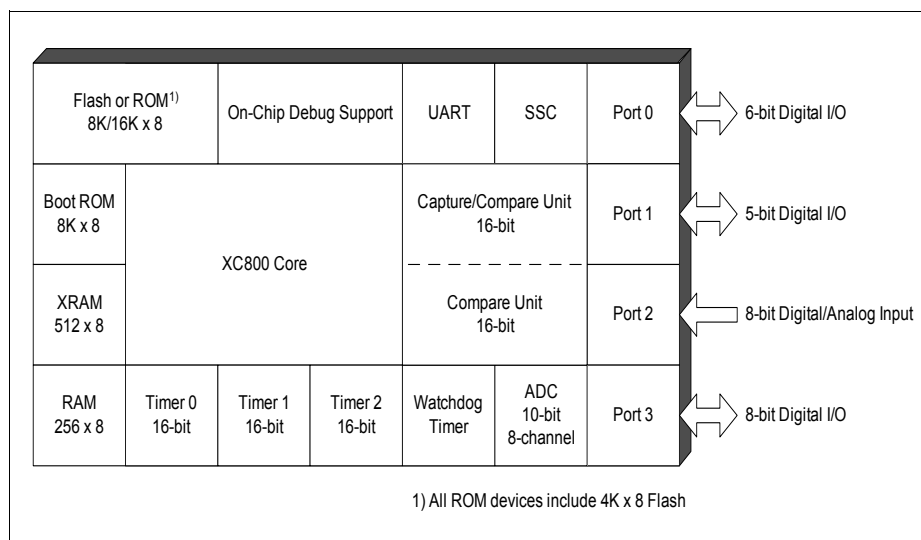 Flash or ROM1)
8K/16K x 8
On-Chip Debug Support
UART
SSC
Port 0
6-bit Digital I/O
Boot ROM
8K x 8
XC800 Core
Capture/Compare Unit
16-bit
Port 1
5-bit Digital I/O
XRAM
512 x 8
Compare Unit
16-bit
Port 2
8-bit Digital/Analog Input
RAM
256 x 8
Timer 0
16-bit
Timer 1
16-bit
Timer 2
16-bit
Watchdog
Timer
ADC
10-bit
8-channel
Port 3
8-bit Digital I/O
1) All ROM devices include 4K x 8 Flash